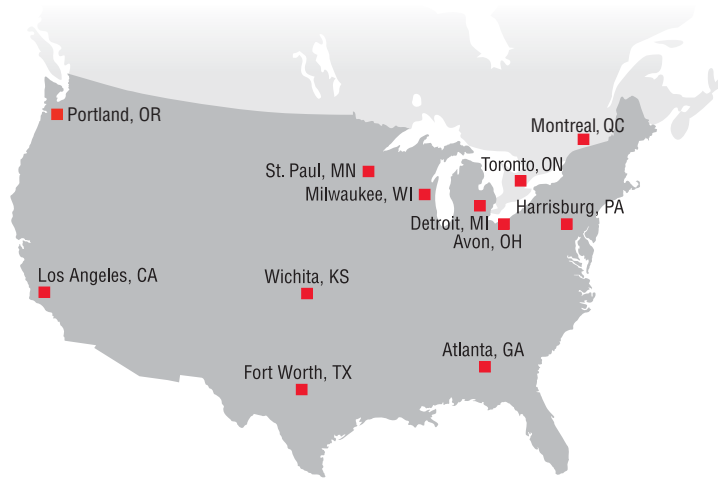 Portland, OR
Montreal, QC
Toronto, ON
St. Paul, MN
Milwaukee, WI
Harrisburg, PA
Detroit, MI
Avon, OH
Los Angeles, CA
Wichita, KS
Atlanta, GA
Fort Worth, TX